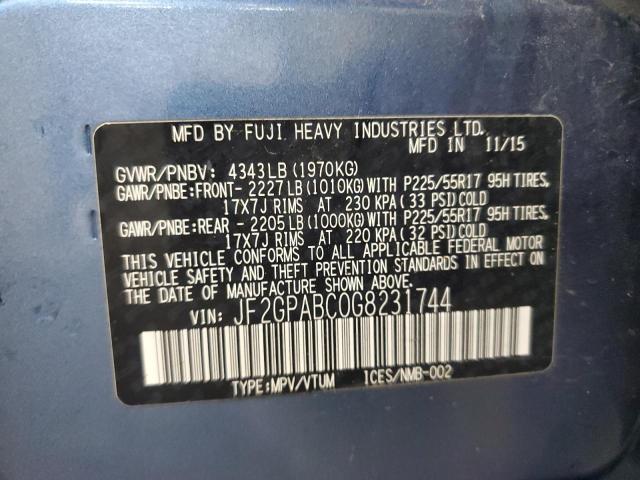 MFD BY FUJI HEAVY INDUSTRIES LTD.
MFD IN 11/15
GVWR/PNBV: 4343LB(1970KG)
GAWR/PNBE:FRONT- 2227LB(1010KG)WITH P225/55R17 95H TIRES,
17X7J RIMS AT 230 KPA(33 PSI)COLD
GAWR/PNBE:REAR - 2205LB(1000KG)WITH P225/55R17 95H TIRES,
17X7J RIMS AT 220 KPA(32 PSI)COLD
THIS VEHICLE CONFORMS TO ALL APPLICABLE FEDERAL MOTOR
VEHICLE SAFETY AND THEFT PREVENTION STANDARDS IN EFFECT ON
THE DATE OF MANUFACTURE SHOWN ABOVE.
VIN: JF2GPABC0G8231744
TYPE:MPV/VTUM ICES/NMB-002